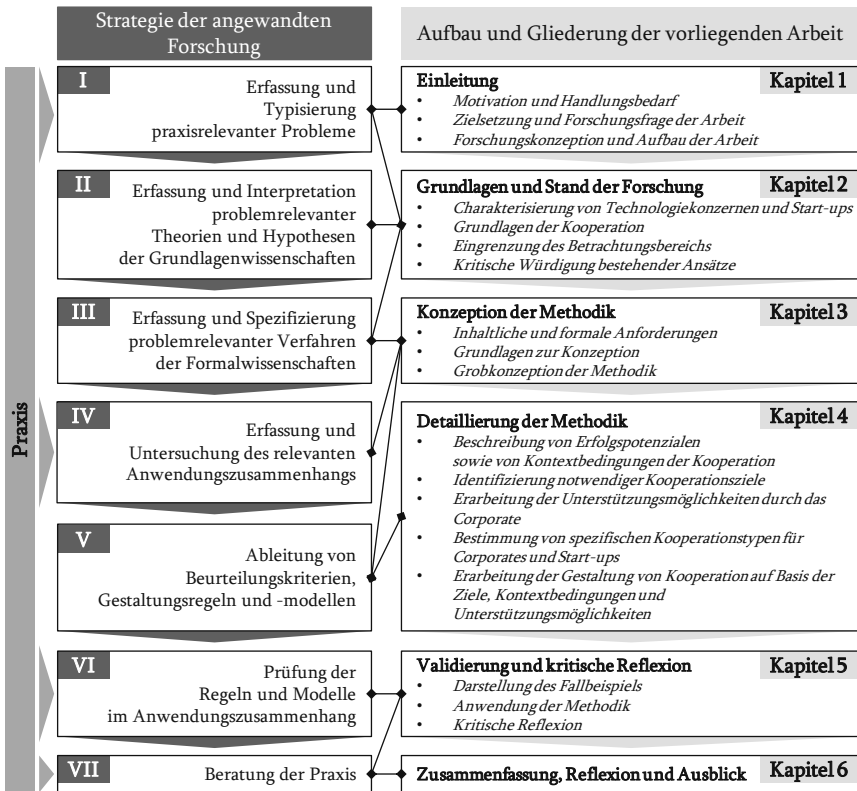 Strategie der angewandten
Forschung
Aufbau und Gliederung der vorliegenden Arbeit
Praxis
I
Erfassung und
Typisierung
praxisrelevanter Probleme
Einleitung
Kapitel 1
• Motivation und Handlungsbedarf
• Zielsetzung und Forschungsfrage der Arbeit
• Forschungskonzeption und Aufbau der Arbeit
II
Erfassung und Interpretation
problemrelevanter
Theorien und Hypothesen
der Grundlagenwissenschaften
Grundlagen und Stand der Forschung
Kapitel 2
• Charakterisierung von Technologiekonzernen und Start-ups
• Grundlagen der Kooperation
• Eingrenzung des Betrachtungsbereichs
• Kritische Würdigung bestehender Ansätze
III
Erfassung und Spezifizierung
problemrelevanter Verfahren
der Formalwissenschaften
Konzeption der Methodik
Kapitel 3
• Inhaltliche und formale Anforderungen
• Grundlagen zur Konzeption
• Grobkonzeption der Methodik
IV
Erfassung und
Untersuchung des relevanten
Anwendungszusammenhangs
V
Ableitung von
Beurteilungskriterien,
Gestaltungsregeln und -modellen
Detaillierung der Methodik
Kapitel 4
• Beschreibung von Erfolgspotenzialen
sowie von Kontextbedingungen der Kooperation
• Identifizierung notwendiger Kooperationsziele
• Erarbeitung der Unterstützungsmöglichkeiten durch das
Corporate
• Bestimmung von spezifischen Kooperationstypen für
Corporates und Start-ups
• Erarbeitung der Gestaltung von Kooperation auf Basis der
Ziele, Kontextbedingungen und
Unterstützungsmöglichkeiten
VI
Prüfung der
Regeln und Modelle
im Anwendungszusammenhang
Validierung und kritische Reflexion
Kapitel 5
• Darstellung des Fallbeispiels
• Anwendung der Methodik
• Kritische Reflexion
VII
Beratung der Praxis
Zusammenfassung, Reflexion und Ausblick
Kapitel 6